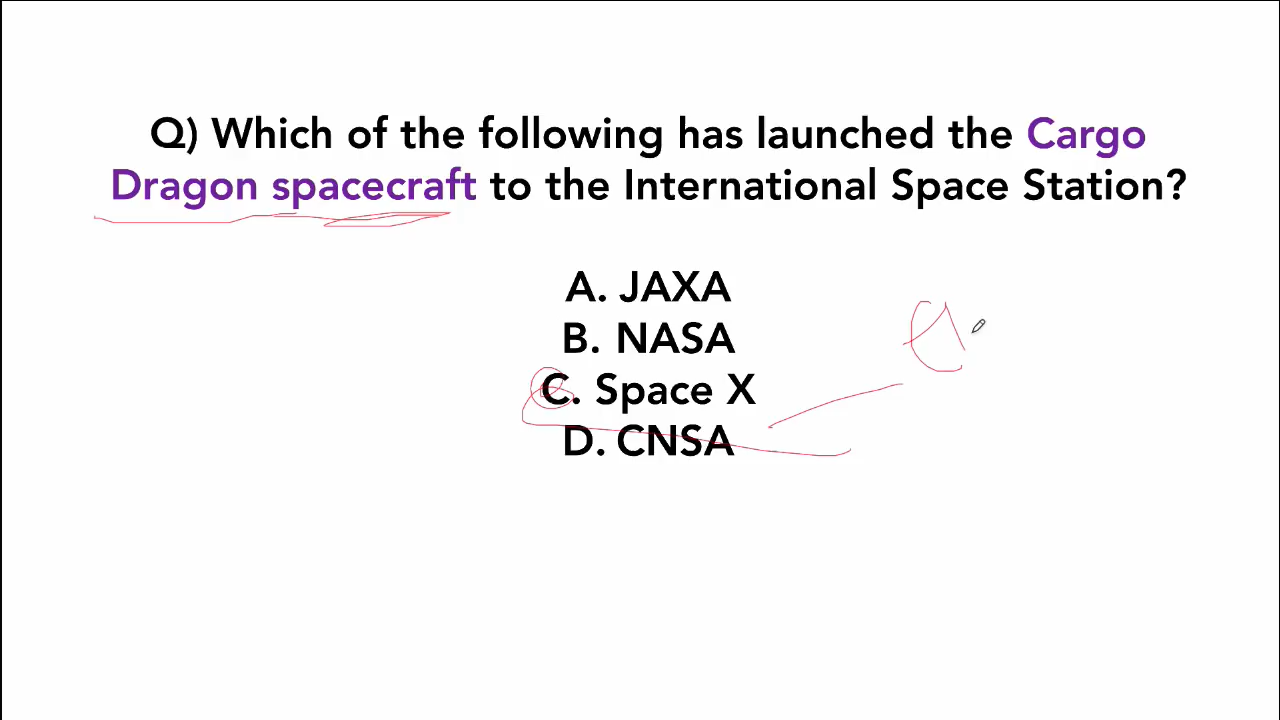 Q) Which of the following has launched the Cargo
Dragon spacecraft to the International Space Station?
A. JAXA
B. NASA
C. Space X
D. CNSA